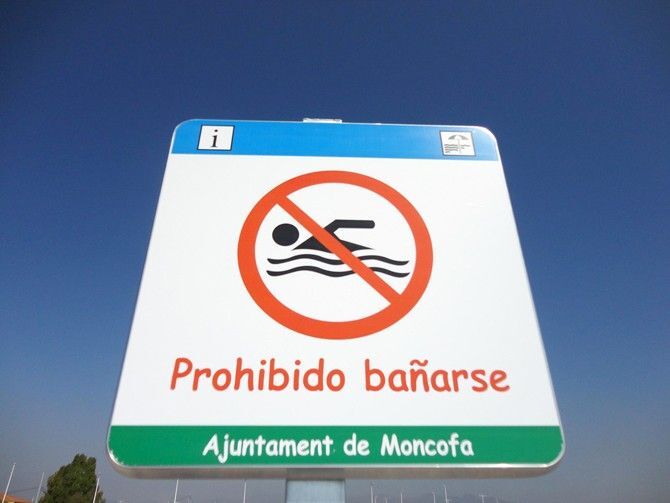 i
Prohibido bañarse
Ajuntament de Moncofa